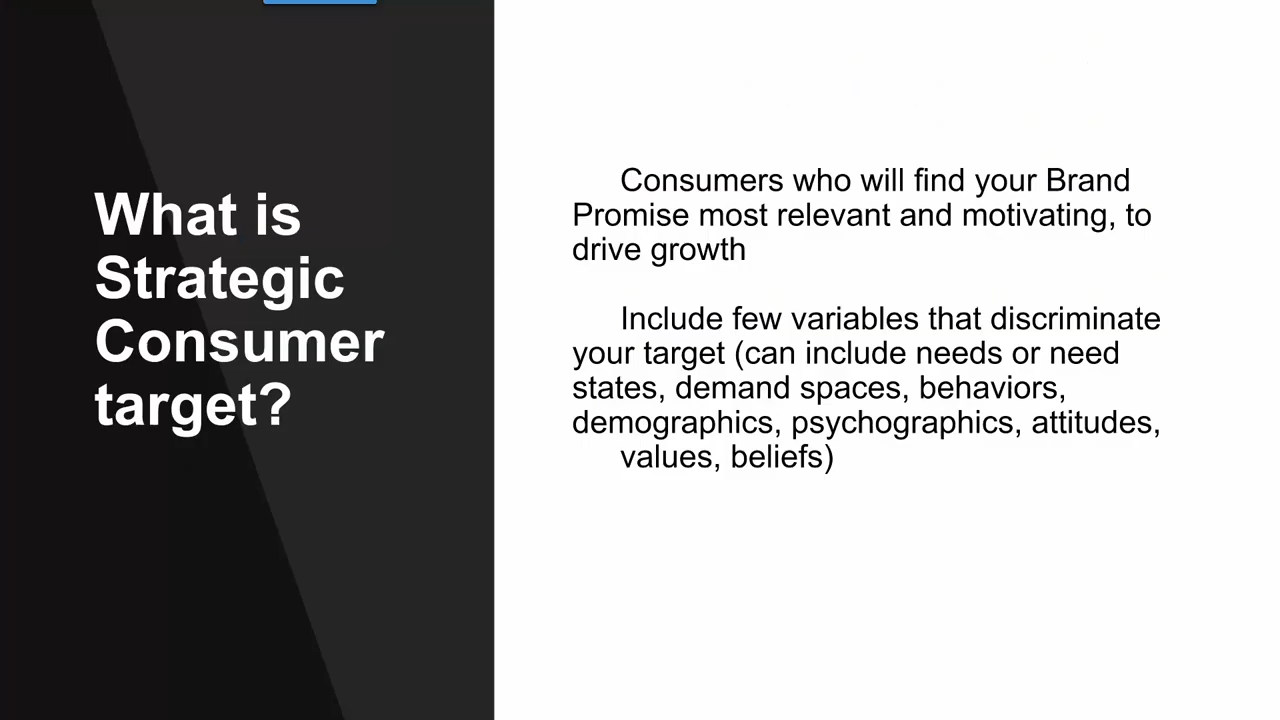 What is
Strategic
Consumer
target?
Consumers who will find your Brand
Promise most relevant and motivating, to
drive growth
Include few variables that discriminate
your target (can include needs or need
states, demand spaces, behaviors,
demographics, psychographics, attitudes,
values, beliefs)